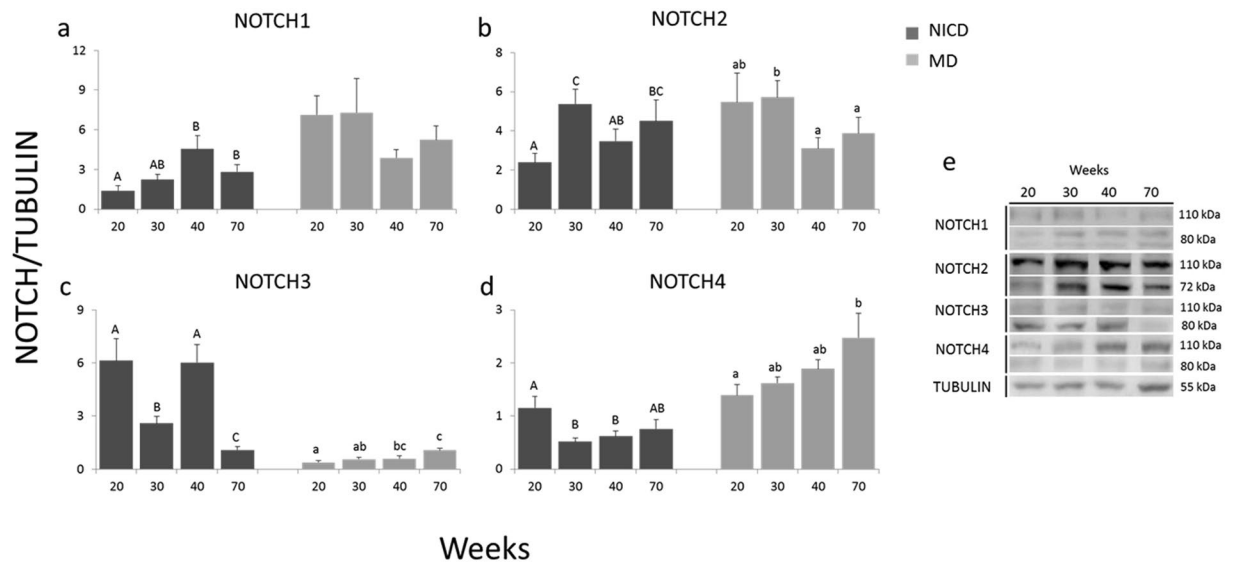 a
NOTCH1
12
9
6
3
0
A
AB
B
B
20 30 40 70 20 30 40 70
b
NOTCH2
8
6
4
2
0
A
C
AB
BC
ab
b
a
a
20 30 40 70 20 30 40 70
NICD
MD
c
NOTCH3
9
6
3
0
A
B
A
C
a
ab
bc
c
20 30 40 70 20 30 40 70
d
NOTCH4
3
2
1
0
A
B
B
AB
a
ab
ab
b
20 30 40 70 20 30 40 70
NOTCH/TUBULIN
Weeks
e
Weeks
20 30 40 70
NOTCH1
110 kDa
80 kDa
NOTCH2
110 kDa
72 kDa
NOTCH3
110 kDa
80 kDa
NOTCH4
110 kDa
80 kDa
TUBULIN
55 kDa